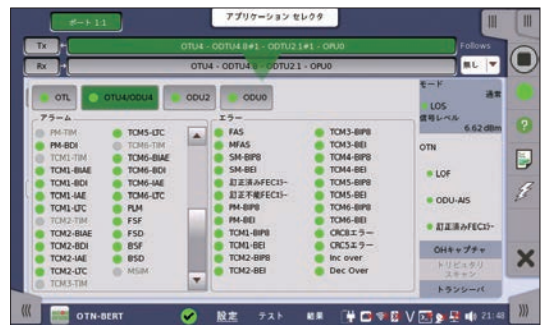 ポート 1:1
アプリケーション セレクタ
Tx
OTU4 - ODTU4.8#1 - ODTU2.1#1 - OPU0
Follows
Rx
OTU4 - ODTU4.8 - ODTU2.1 - OPU0
無し
OTL
OTU4/ODU4
ODU2
ODU0
モード
通常
LOS
信号レベル
6.62 dBm
OTN
LOF
ODU-AIS
訂正済みFECｴﾗｰ
OHキャプチャ
トリビュタリ
スキャン
トランシーバ
アラーム
PM-TIM
PM-BDI
TCM1-TIM
TCM1-BIAE
TCM1-BDI
TCM1-IAE
TCM1-LTC
TCM2-TIM
TCM2-BIAE
TCM2-BDI
TCM2-IAE
TCM2-LTC
TCM3-TIM
TCM5-LTC
TCM6-TIM
TCM6-BIAE
TCM6-BDI
TCM6-IAE
TCM6-LTC
PLM
FSF
FSD
BSF
BSD
MSIM
エラー
FAS
MFAS
SM-BIP8
SM-BEI
訂正済みFECｴﾗｰ
訂正不能FECｴﾗｰ
PM-BIP8
PM-BEI
TCM1-BIP8
TCM1-BEI
TCM2-BIP8
TCM2-BEI
TCM3-BIP8
TCM3-BEI
TCM4-BIP8
TCM4-BEI
TCM5-BIP8
TCM5-BEI
TCM6-BIP8
TCM6-BEI
CRC8エラー
CRC5エラー
Inc over
Dec Over
OTN-BERT
設定
テスト
結果
21:48